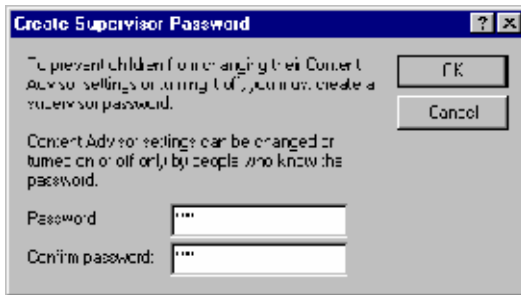 Create Supervisor Password
To prevent children from changing their Content
Advisor settings or turning it off, you must create a
supervisor password.
OK
Cancel
Content Advisor settings can be changed or
turned on or off only by people who know the
password.
Password
****
Confirm password:
****